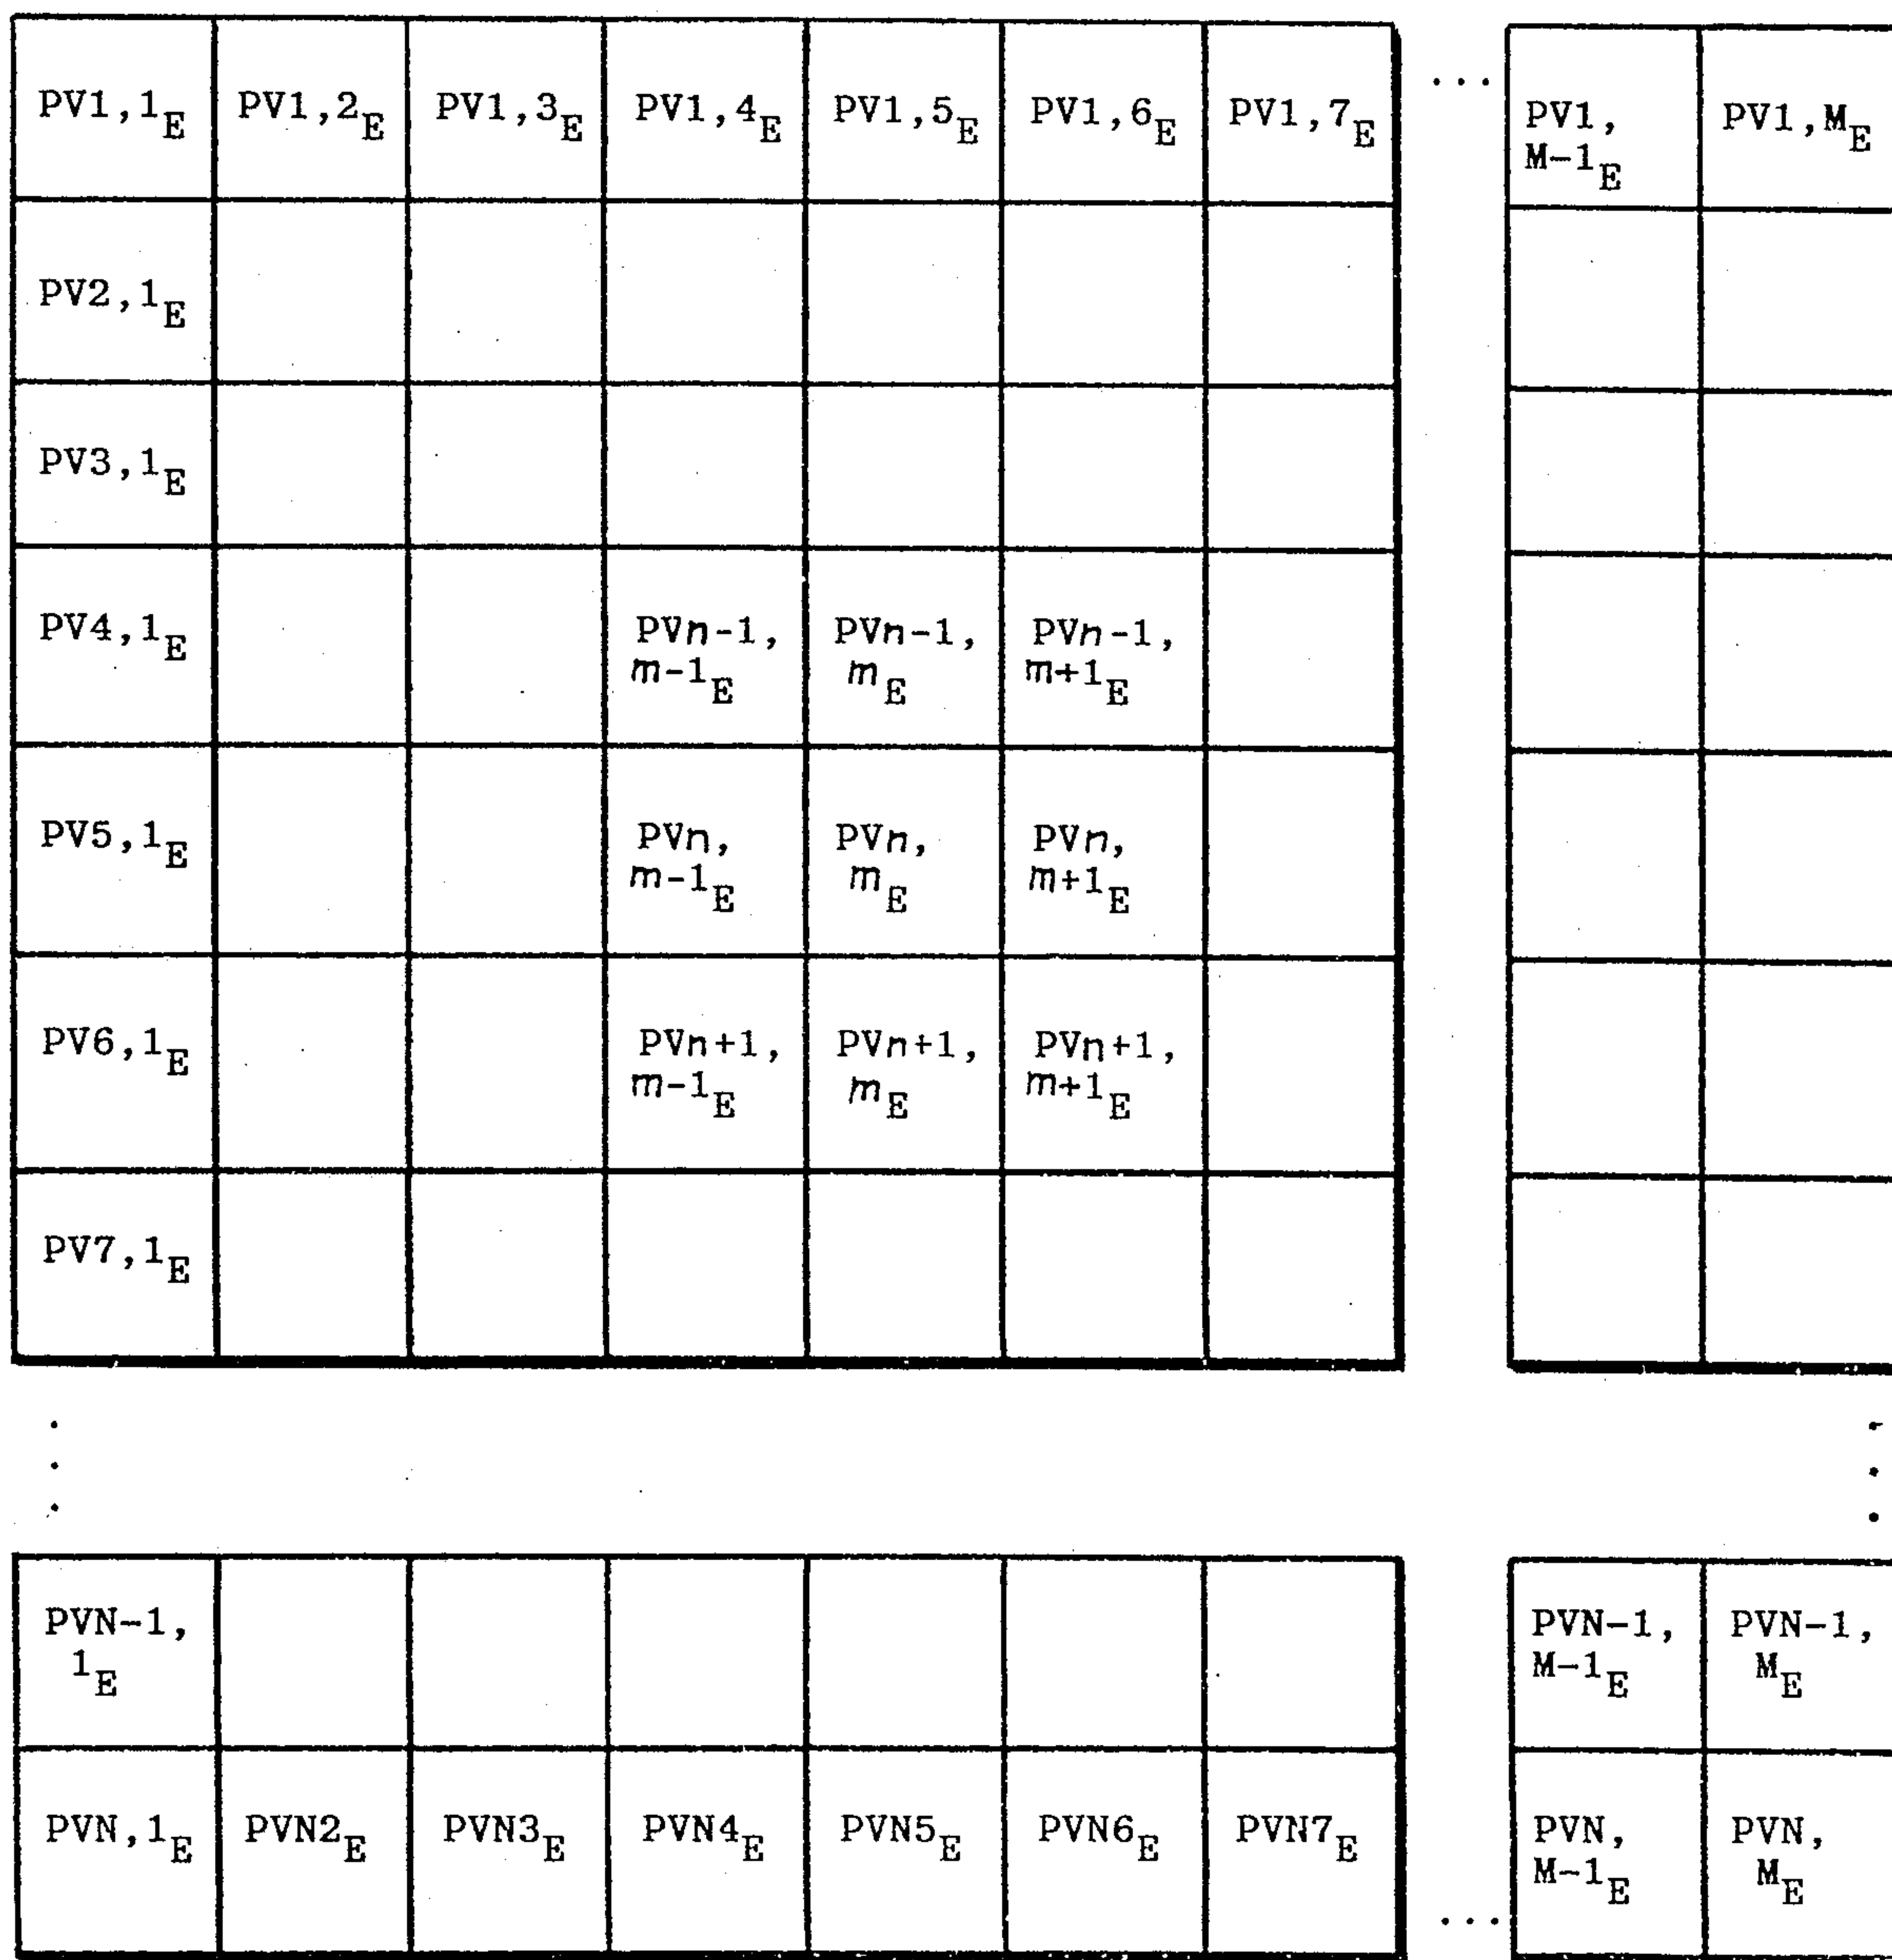 PV1,1E PV1,2E PV1,3E PV1,4E PV1,5E PV1,6E PV1,7E ... PV1, PV1,ME
M-1E
PV2,1E
PV3,1E
PV4,1E PVn-1, PVn-1, PVn-1,
m-1E mE m+1E
PV5,1E PVn, PVn, PVn,
m-1E mE m+1E
PV6,1E PVn+1, PVn+1, PVn+1,
m-1E mE m+1E
PV7,1E
PVN-1, PVN-1, PVN-1,
1E M-1E ME
PVN,1E PVN2E PVN3E PVN4E PVN5E PVN6E PVN7E ... PVN, PVN,
M-1E ME